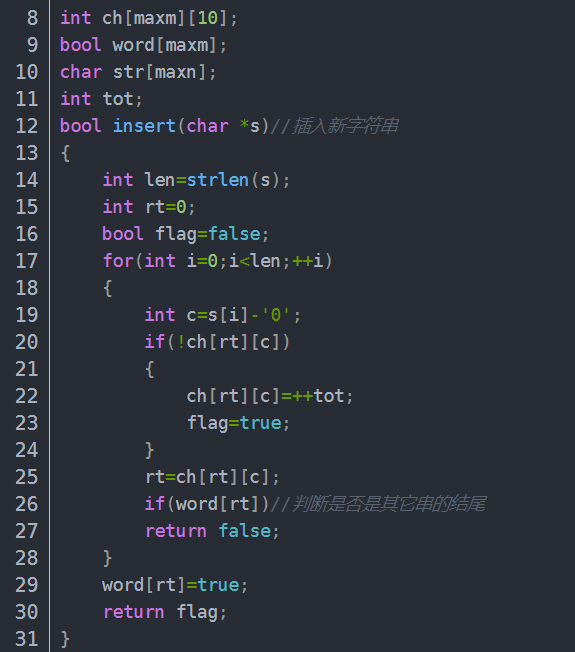 8 int ch[maxm][10];
9 bool word[maxm];
10 char str[maxn];
11 int tot;
12 bool insert(char *s)//插入新字符串
13 {
14     int len=strlen(s);
15     int rt=0;
16     bool flag=false;
17     for(int i=0;i<len;++i)
18     {
19         int c=s[i]-'0';
20         if(!ch[rt][c])
21         {
22             ch[rt][c]=++tot;
23             flag=true;
24         }
25         rt=ch[rt][c];
26         if(word[rt])//判断是否是其它串的结尾
27         return false;
28     }
29     word[rt]=true;
30     return flag;
31 }